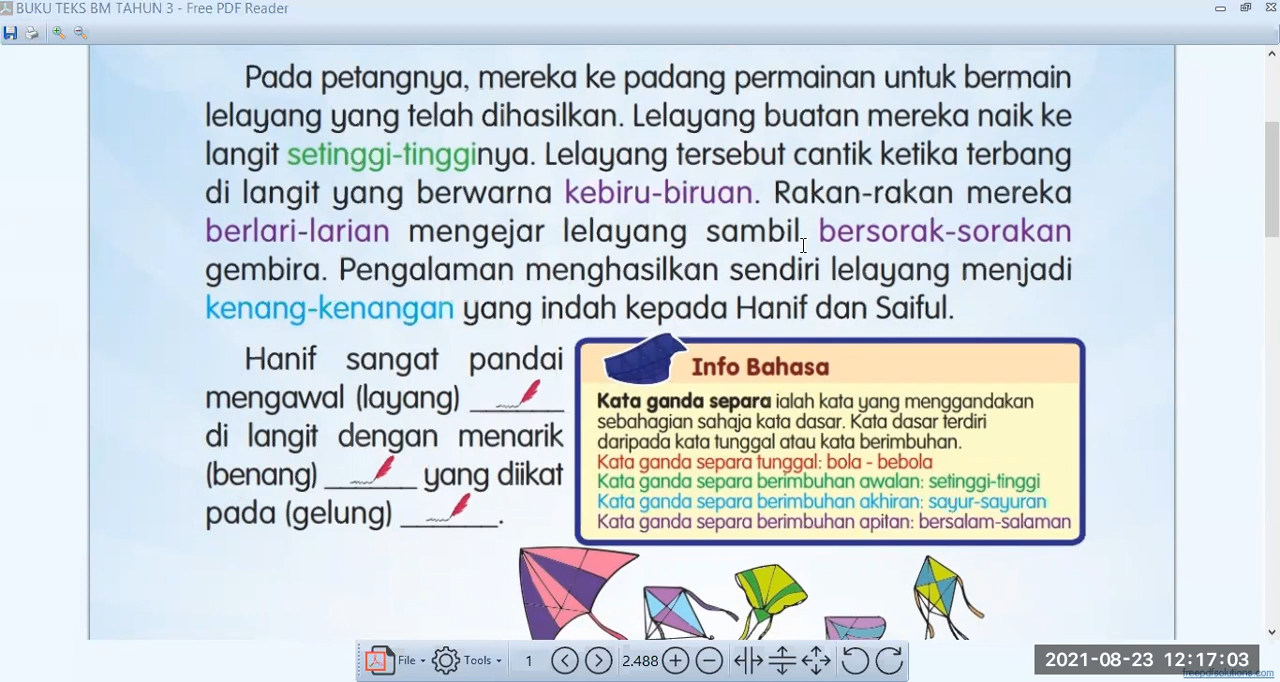 BUKU TEKS BM TAHUN 3 - Free PDF Reader
Pada petangnya, mereka ke padang permainan untuk bermain
lelayang yang telah dihasilkan. Lelayang buatan mereka naik ke
langit setinggi-tingginya. Lelayang tersebut cantik ketika terbang
di langit yang berwarna kebiru-biruan. Rakan-rakan mereka
berlari-larian mengejar lelayang sambil bersorak-sorakan
gembira. Pengalaman menghasilkan sendiri lelayang menjadi
kenang-kenangan yang indah kepada Hanif dan Saiful.
Hanif sangat pandai
mengawal (layang) ________
di langit dengan menarik
(benang) ________ yang diikat
pada (gelung) ________.
Info Bahasa
Kata ganda separa ialah kata yang menggandakan
sebahagian sahaja kata dasar. Kata dasar terdiri
daripada kata tunggal atau kata berimbuhan.
Kata ganda separa tunggal: bola - bebola
Kata ganda separa berimbuhan awalan: setinggi-tinggi
Kata ganda separa berimbuhan akhiran: sayur-sayuran
Kata ganda separa berimbuhan apitan: bersalam-salaman
File Tools 1 2.488
2021-08-23 12:17:03
freepdfsolutions.com